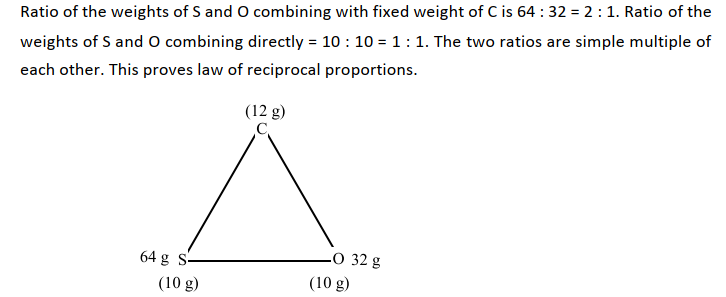 Ratio of the weights of S and O combining with fixed weight of C is 64 : 32 = 2 : 1. Ratio of the
weights of S and O combining directly = 10 : 10 = 1 : 1. The two ratios are simple multiple of
each other. This proves law of reciprocal proportions.
(12 g)
C
64 g S O 32 g
(10 g) (10 g)